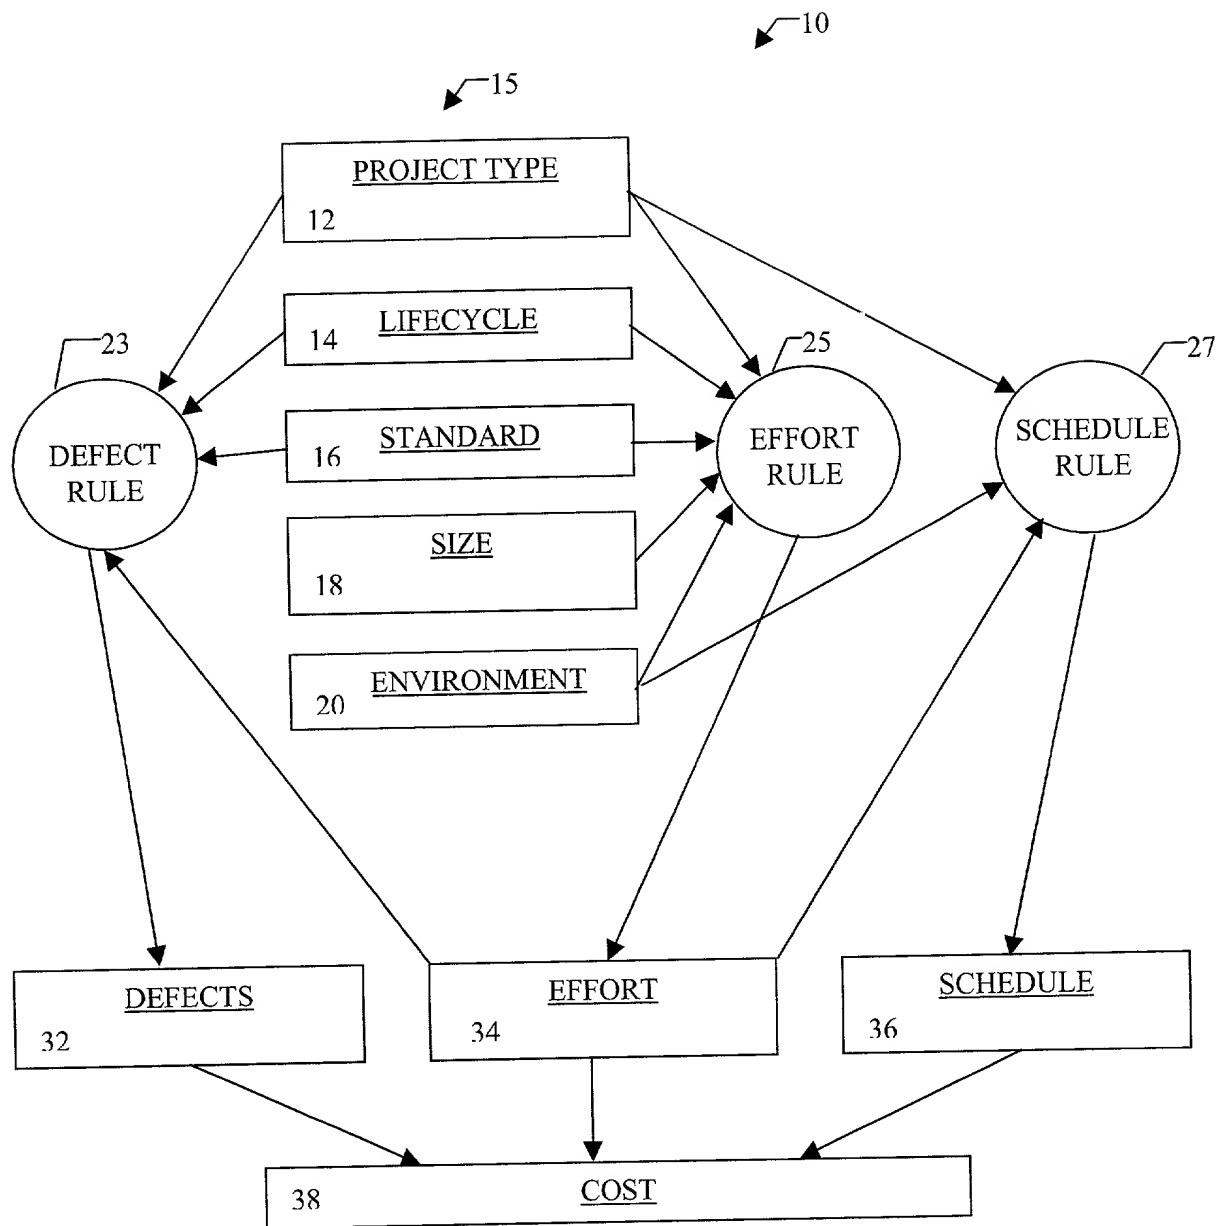 10
15
PROJECT TYPE
12
LIFECYCLE
14
23
25
27
DEFECT
RULE
STANDARD
16
EFFORT
RULE
SCHEDULE
RULE
SIZE
18
ENVIRONMENT
20
DEFECTS
32
EFFORT
34
SCHEDULE
36
COST
38